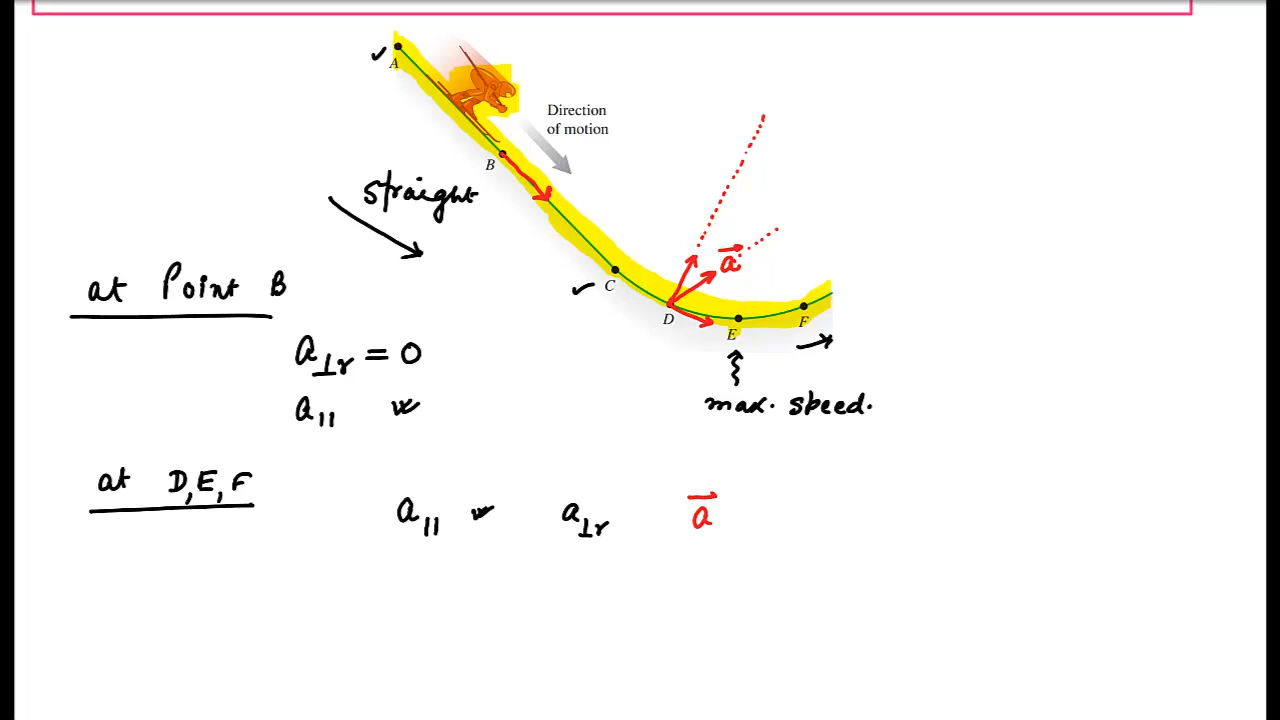 A
Direction
of motion
B
straight
a⃗
at Point B
C
D
E
F
a⊥r = 0
max. speed.
a||
at D, E, F
a|| a⊥r a⃗